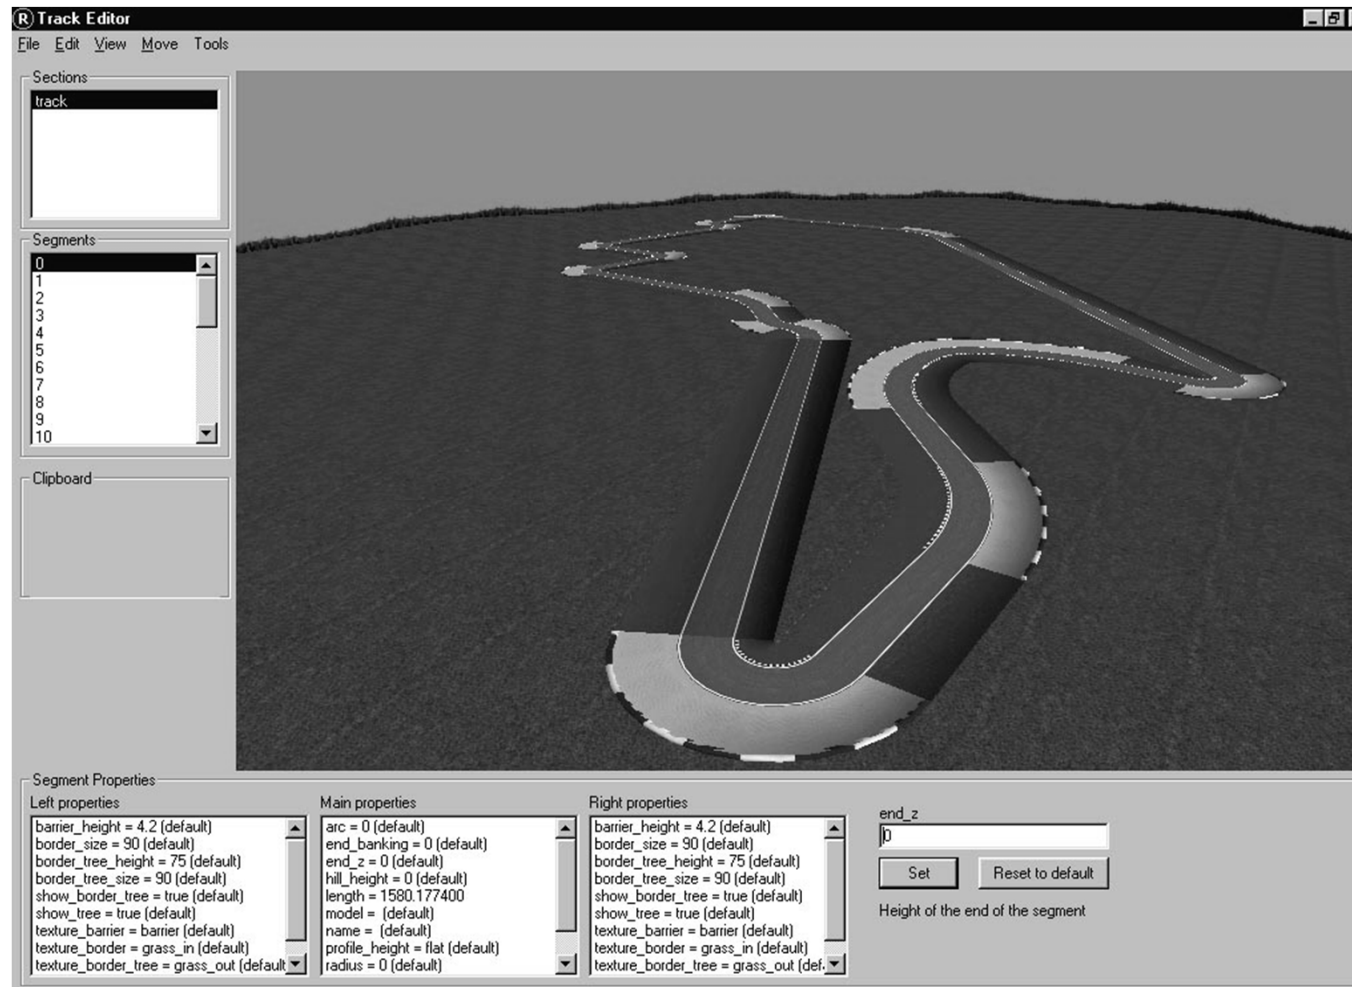 R Track Editor
File Edit View Move Tools
Sections
track
Segments
0
1
2
3
4
5
6
7
8
9
10
Clipboard
Segment Properties
Left properties
barrier_height = 4.2 (default)
border_size = 90 (default)
border_tree_height = 75 (default)
border_tree_size = 90 (default)
show_border_tree = true (default)
show_tree = true (default)
texture_barrier = barrier (default)
texture_border = grass_in (default)
texture_border_tree = grass_out (default
Main properties
arc = 0 (default)
end_banking = 0 (default)
end_z = 0 (default)
hill_height = 0 (default)
length = 1580.177400
model = (default)
name = (default)
profile_height = flat (default)
radius = 0 (default)
Right properties
barrier_height = 4.2 (default)
border_size = 90 (default)
border_tree_height = 75 (default)
border_tree_size = 90 (default)
show_border_tree = true (default)
show_tree = true (default)
texture_barrier = barrier (default)
texture_border = grass_in (default)
texture_border_tree = grass_out (def
end_z
0
Set Reset to default
Height of the end of the segment